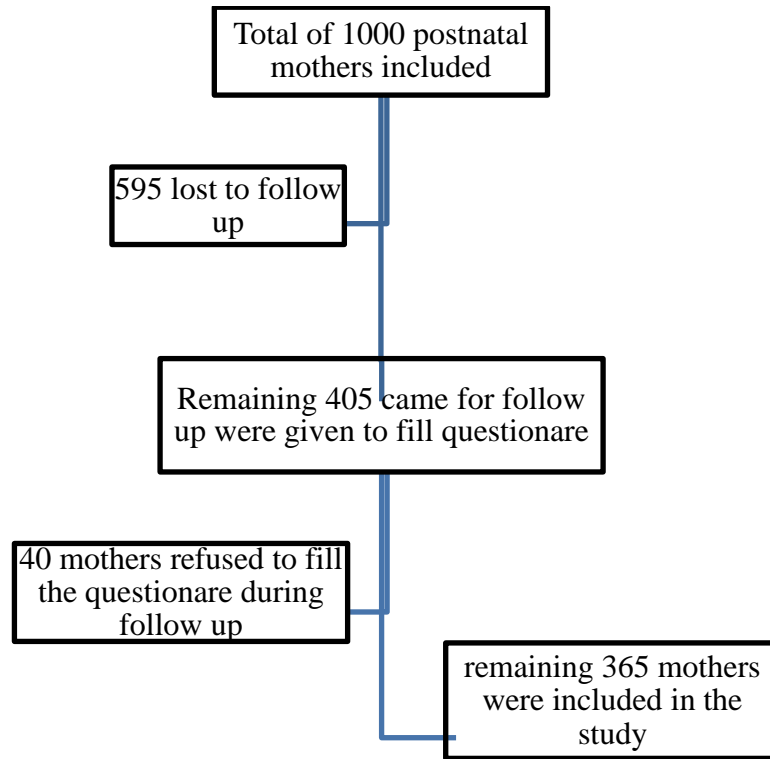 Total of 1000 postnatal
mothers included
595 lost to follow
up
Remaining 405 came for follow
up were given to fill questionare
40 mothers refused to fill
the questionare during
follow up
remaining 365 mothers
were included in the
study